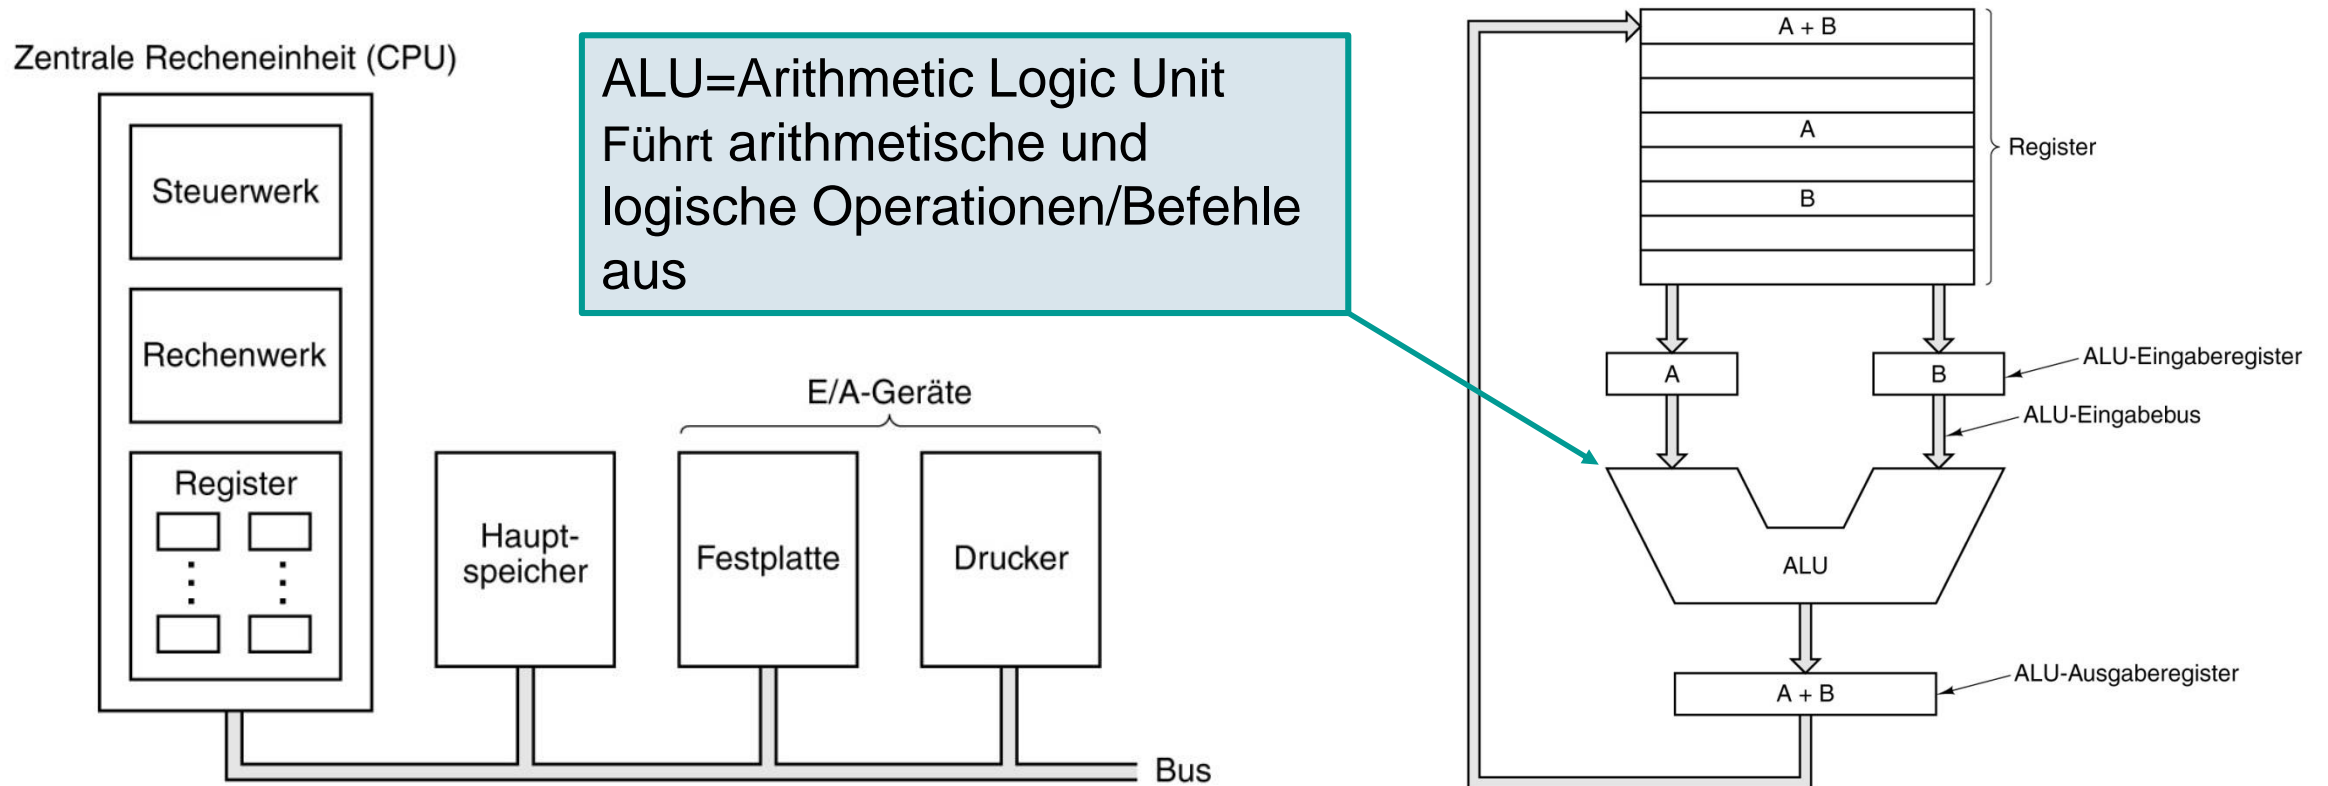 Zentrale Recheneinheit (CPU)
Steuerwerk
Rechenwerk
Register
Haupt-
speicher
E/A-Geräte
Festplatte
Drucker
Bus
ALU=Arithmetic Logic Unit
Führt arithmetische und
logische Operationen/Befehle
aus
A + B
A
B
Register
A
B
ALU-Eingaberegister
ALU-Eingabebus
ALU
A + B
ALU-Ausgaberegister